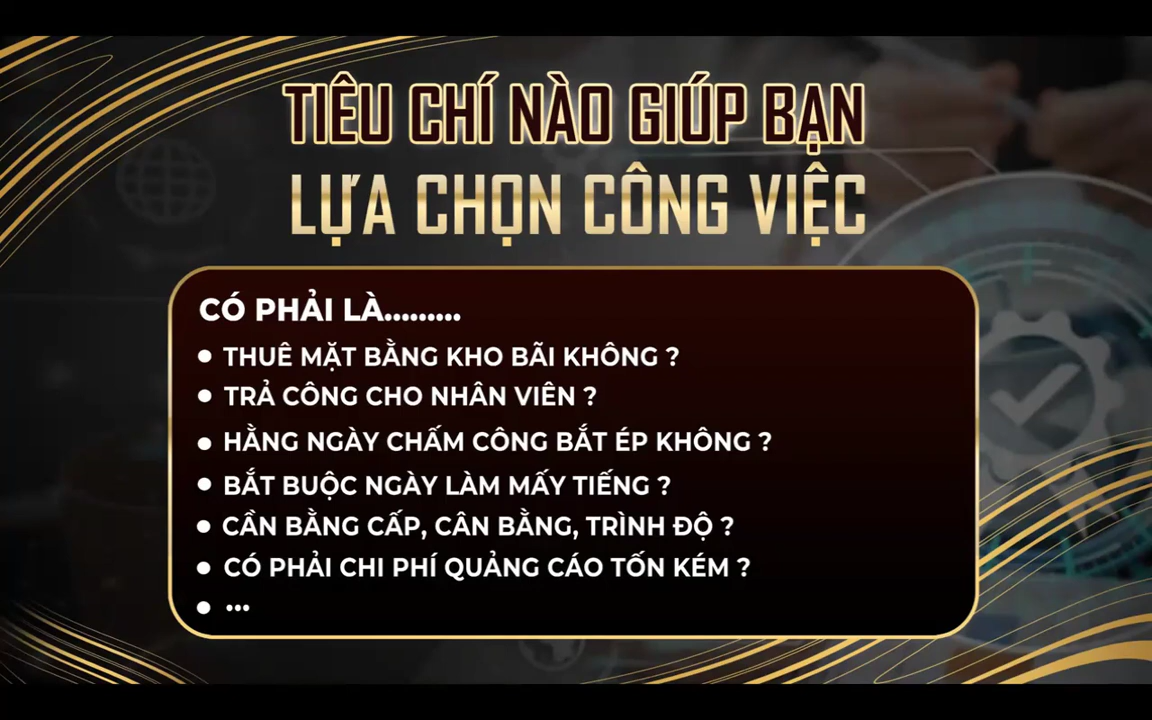 TIÊU CHÍ NÀO GIÚP BẠN
LỰA CHỌN CÔNG VIỆC
CÓ PHẢI LÀ.........
• THUÊ MẶT BẰNG KHO BÃI KHÔNG ?
• TRẢ CÔNG CHO NHÂN VIÊN ?
• HẰNG NGÀY CHẤM CÔNG BẮT ÉP KHÔNG ?
• BẮT BUỘC NGÀY LÀM MẤY TIẾNG ?
• CẦN BẰNG CẤP, CÂN BẰNG, TRÌNH ĐỘ ?
• CÓ PHẢI CHI PHÍ QUẢNG CÁO TỐN KÉM ?
• ...